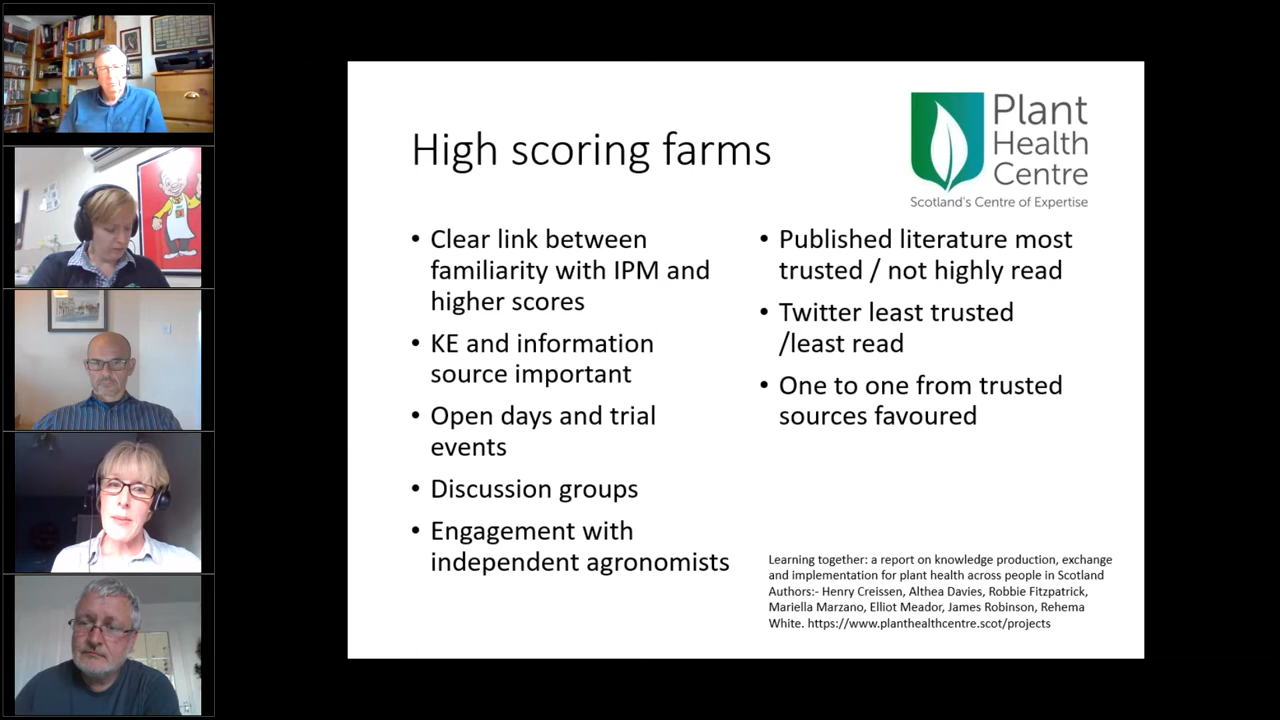 High scoring farms
Plant
Health
Centre
Scotland's Centre of Expertise
• Clear link between
familiarity with IPM and
higher scores
• KE and information
source important
• Open days and trial
events
• Discussion groups
• Engagement with
independent agronomists
• Published literature most
trusted / not highly read
• Twitter least trusted
/least read
• One to one from trusted
sources favoured
Learning together: a report on knowledge production, exchange
and implementation for plant health across people in Scotland
Authors:- Henry Creissen, Althea Davies, Robbie Fitzpatrick,
Mariella Marzano, Elliot Meador, James Robinson, Rehema
White. https://www.planthealthcentre.scot/projects